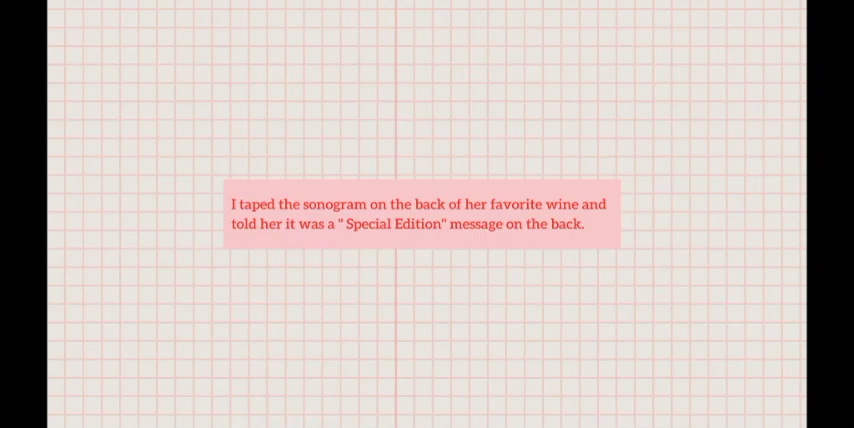 I taped the sonogram on the back of her favorite wine and
told her it was a " Special Edition" message on the back.